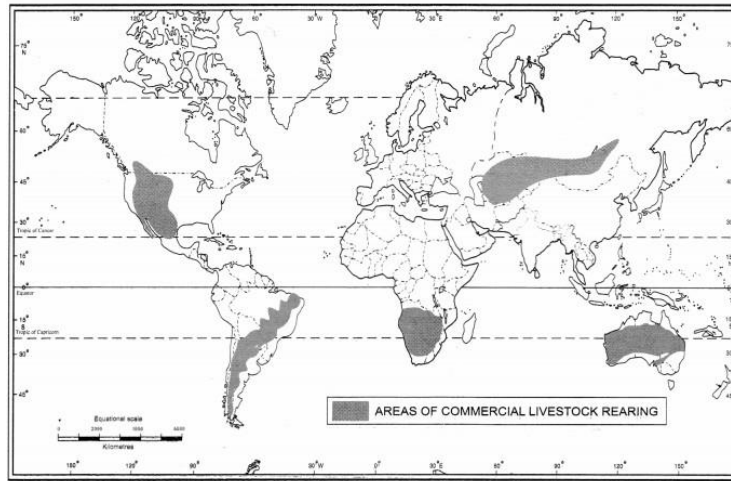 150° 120° 90° 60° 30° W 0° E 30° 60° 90° 120° 150°
75°
N
60°
45°
30°
Tropic of Cancer
15°
N
0°
Equator
15°
S
Tropic of Capricorn
30°
45°
Equational scale
Kilometres
AREAS OF COMMERCIAL LIVESTOCK REARING
150° 120° 90° 60° 30° W 0° E 30° 60° 90° 120° 150°